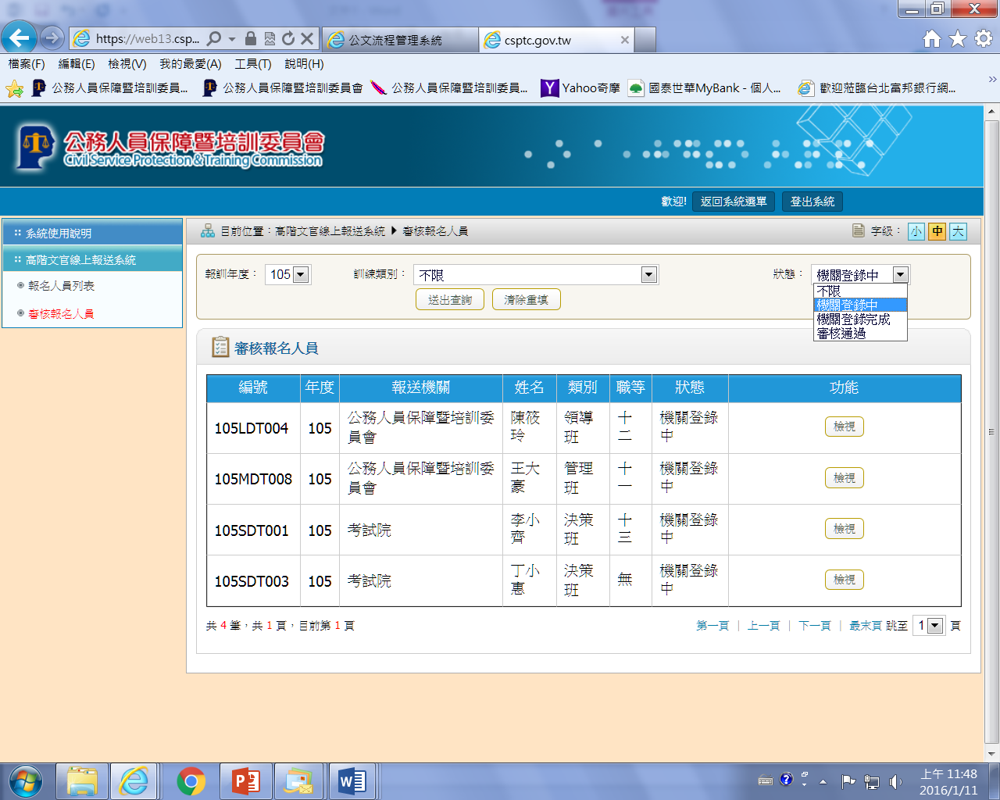 https://web13.csp...
公文流程管理系統
csptc.gov.tw
檔案(F) 編輯(E) 檢視(V) 我的最愛(A) 工具(T) 說明(H)
公務人員保障暨培訓委員... 公務人員保障暨培訓委員會 公務人員保障暨培訓委員... Yahoo奇摩 國泰世華MyBank - 個人... 歡迎蒞臨台北富邦銀行網...
公務人員保障暨培訓委員會
Civil Service Protection & Training Commission
歡迎! 返回系統選單 登出系統
系統使用說明
高階文官線上報送系統
報名人員列表
審核報名人員
目前位置：高階文官線上報送系統 審核報名人員
字級： 小 中 大
報訓年度： 105 訓練類別： 不限 狀態： 機關登錄中
不限
機關登錄中
機關登錄完成
審核通過
送出查詢 清除重填
審核報名人員
編號 年度 報送機關 姓名 類別 職等 狀態 功能
105LDT004 105 公務人員保障暨培訓委員會 陳筱玲 領導班 十二 機關登錄中 檢視
105MDT008 105 公務人員保障暨培訓委員會 王大豪 管理班 十一 機關登錄中 檢視
105SDT001 105 考試院 李小齊 決策班 十三 機關登錄中 檢視
105SDT003 105 考試院 丁小惠 決策班 無 機關登錄中 檢視
共 4 筆，共 1 頁，目前第 1 頁
第一頁 | 上一頁 | 下一頁 | 最末頁 跳至 1 頁
上午 11:48
2016/1/11